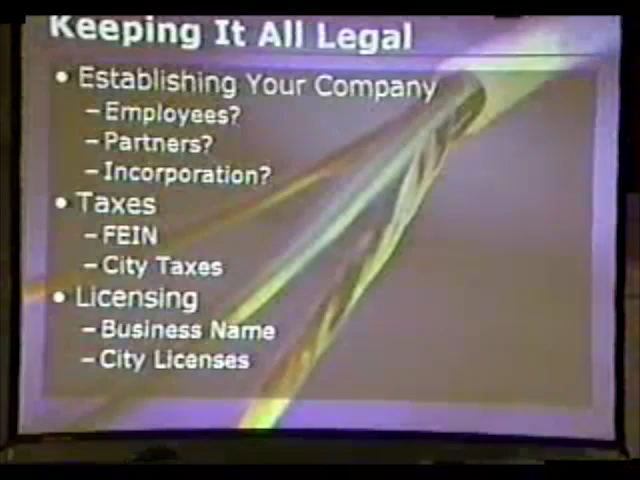 Keeping It All Legal
• Establishing Your Company
– Employees?
– Partners?
– Incorporation?
• Taxes
– FEIN
– City Taxes
• Licensing
– Business Name
– City Licenses